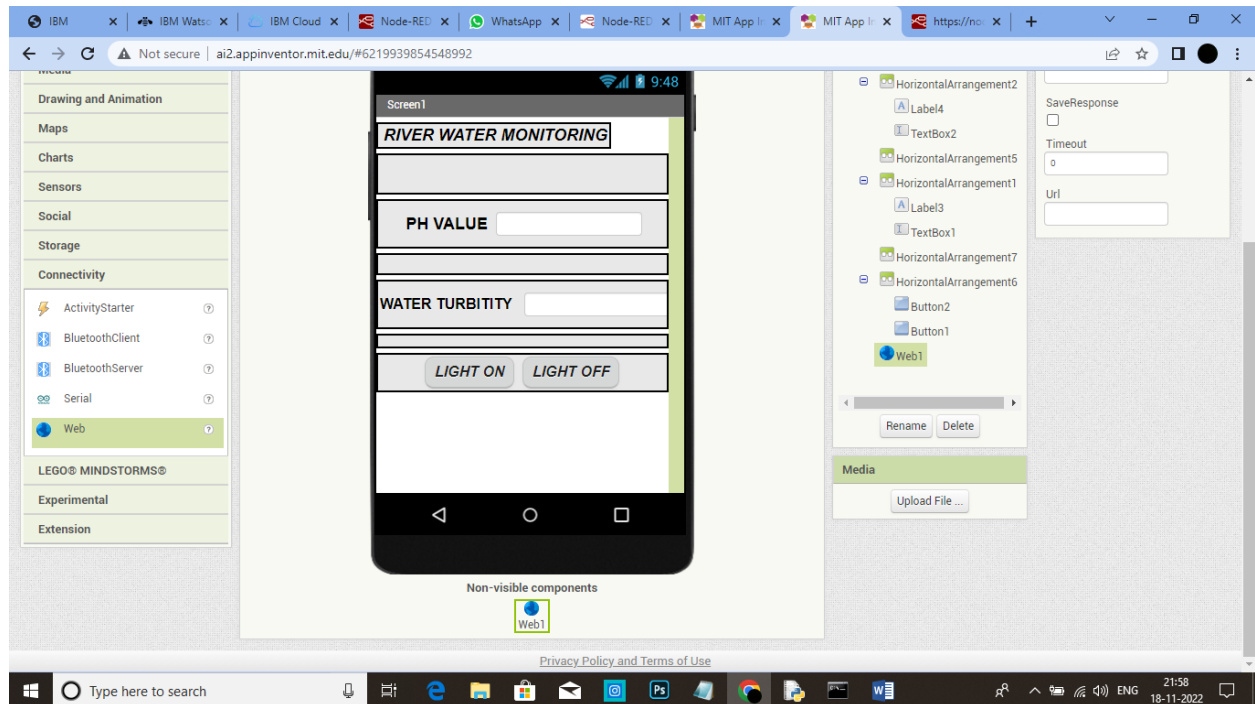 IBM
IBM Watso
IBM Cloud
Node-RED
WhatsApp
Node-RED
MIT App In
MIT App In
https://no
Not secure | ai2.appinventor.mit.edu/#6219939854548992
Drawing and Animation
Maps
Charts
Sensors
Social
Storage
Connectivity
ActivityStarter ?
BluetoothClient ?
BluetoothServer ?
Serial ?
Web ?
LEGO® MINDSTORMS®
Experimental
Extension
9:48
Screen1
RIVER WATER MONITORING
PH VALUE
WATER TURBITITY
LIGHT ON LIGHT OFF
Non-visible components
Web1
HorizontalArrangement2
Label4
TextBox2
HorizontalArrangement5
HorizontalArrangement1
Label3
TextBox1
HorizontalArrangement7
HorizontalArrangement6
Button2
Button1
Web1
Rename Delete
Media
Upload File ...
SaveResponse
Timeout
0
Url
Privacy Policy and Terms of Use
Type here to search
Ps
ENG
21:58
18-11-2022